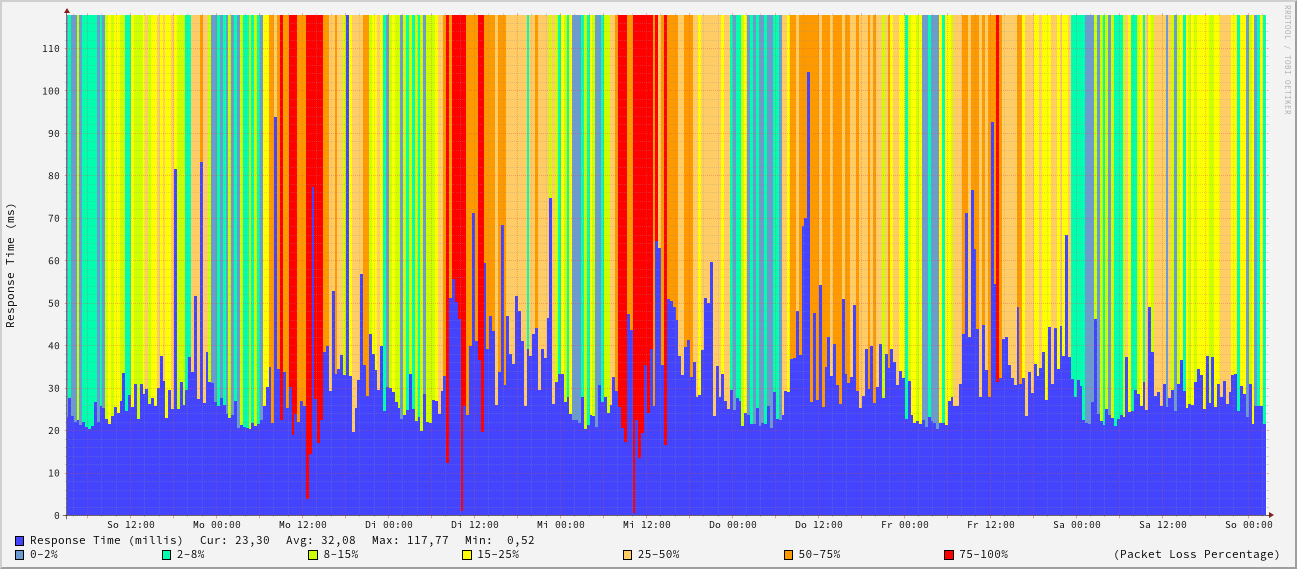 RRDTOOL / TOBI OETIKER
Response Time (ms)
110
100
90
80
70
60
50
40
30
20
10
0
So 12:00 Mo 00:00 Mo 12:00 Di 00:00 Di 12:00 Mi 00:00 Mi 12:00 Do 00:00 Do 12:00 Fr 00:00 Fr 12:00 Sa 00:00 Sa 12:00 So 00:00
Response Time (millis) Cur: 23,30 Avg: 32,08 Max: 117,77 Min: 0,52
0-2% 2-8% 8-15% 15-25% 25-50% 50-75% 75-100% (Packet Loss Percentage)